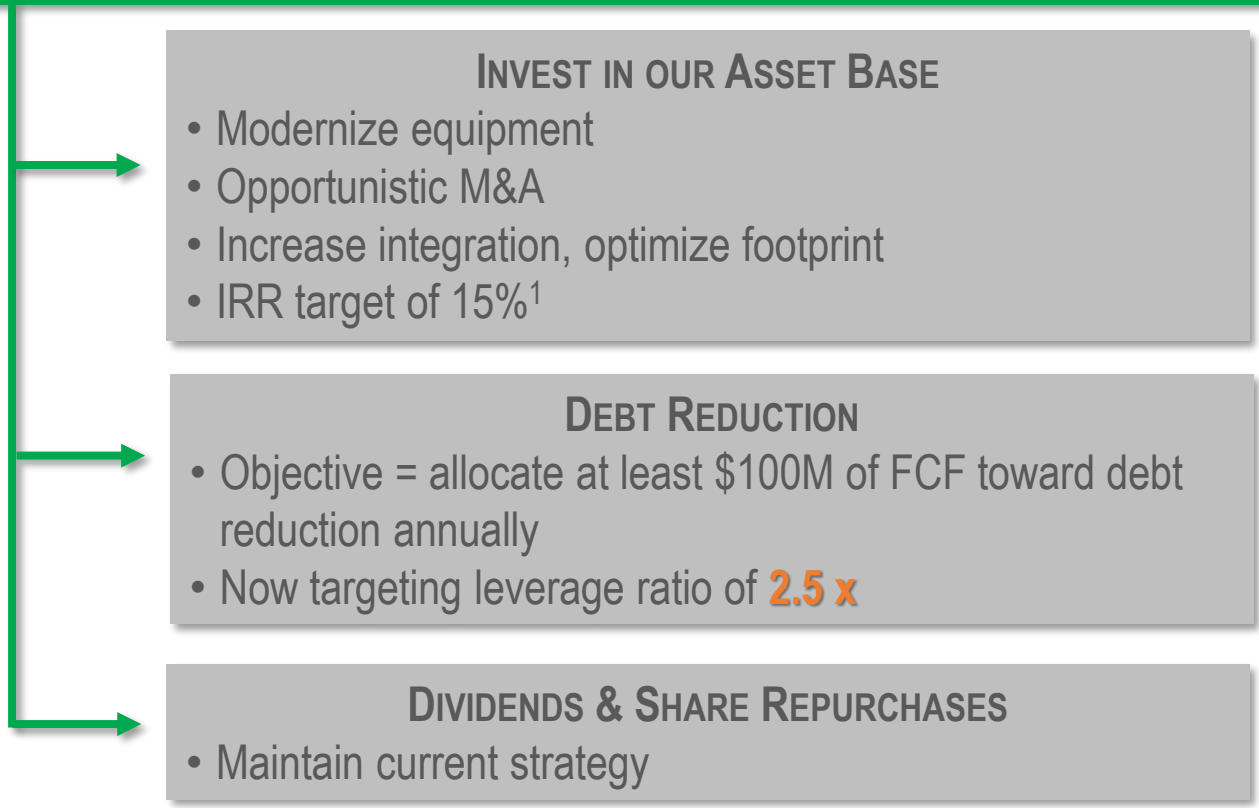 INVEST IN OUR ASSET BASE
• Modernize equipment
• Opportunistic M&A
• Increase integration, optimize footprint
• IRR target of 15%¹
DEBT REDUCTION
• Objective = allocate at least $100M of FCF toward debt
reduction annually
• Now targeting leverage ratio of 2.5 x
DIVIDENDS & SHARE REPURCHASES
• Maintain current strategy